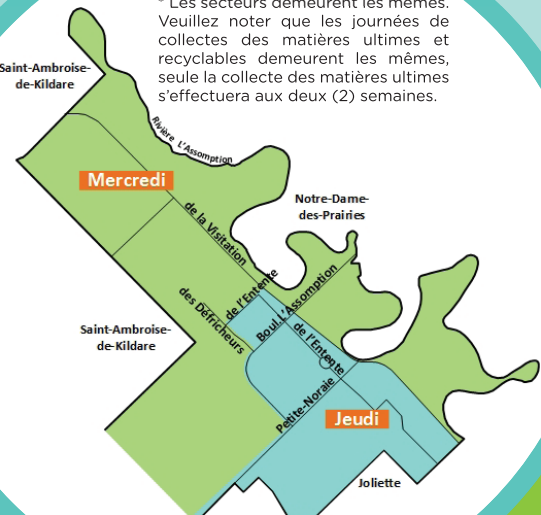 * Les secteurs demeurent les mêmes.
Veuillez noter que les journées de
collectes des matières ultimes et
recyclables demeurent les mêmes,
seule la collecte des matières ultimes
s'effectuera aux deux (2) semaines.
Saint-Ambroise-
de-Kildare
Rivière L'Assomption
Mercredi
Notre-Dame-
des-Prairies
de la Visitation
de l'Entente
Boul.L'Assomption
des Défricheurs
de l'Entente
Saint-Ambroise-
de-Kildare
Petite-Noraie
Jeudi
Joliette